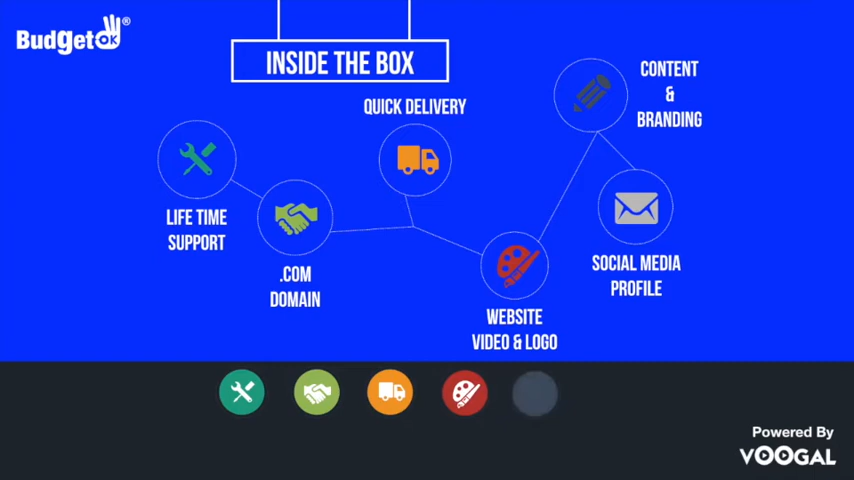 BudgetOK®
INSIDE THE BOX
CONTENT
&
BRANDING
QUICK DELIVERY
LIFE TIME
SUPPORT
.COM
DOMAIN
SOCIAL MEDIA
PROFILE
WEBSITE
VIDEO & LOGO
Powered By
VOOGAL